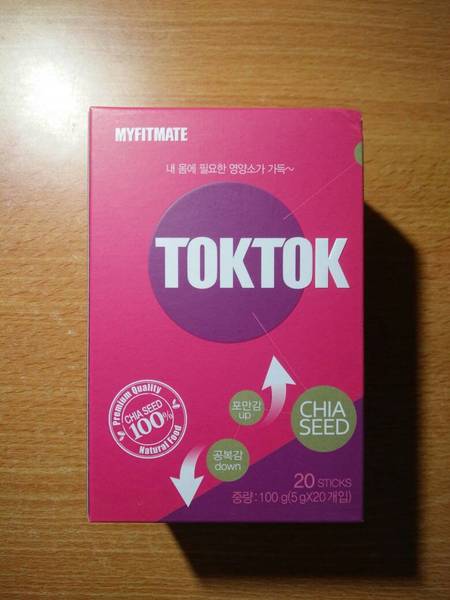 MYFITMATE
내 몸에 필요한 영양소가 가득~
TOKTOK
Premium Quality
CHIA SEED
100%
Natural Food
포만감
up
CHIA
SEED
공복감
down
20 STICKS
중량:100 g(5gX20개입)